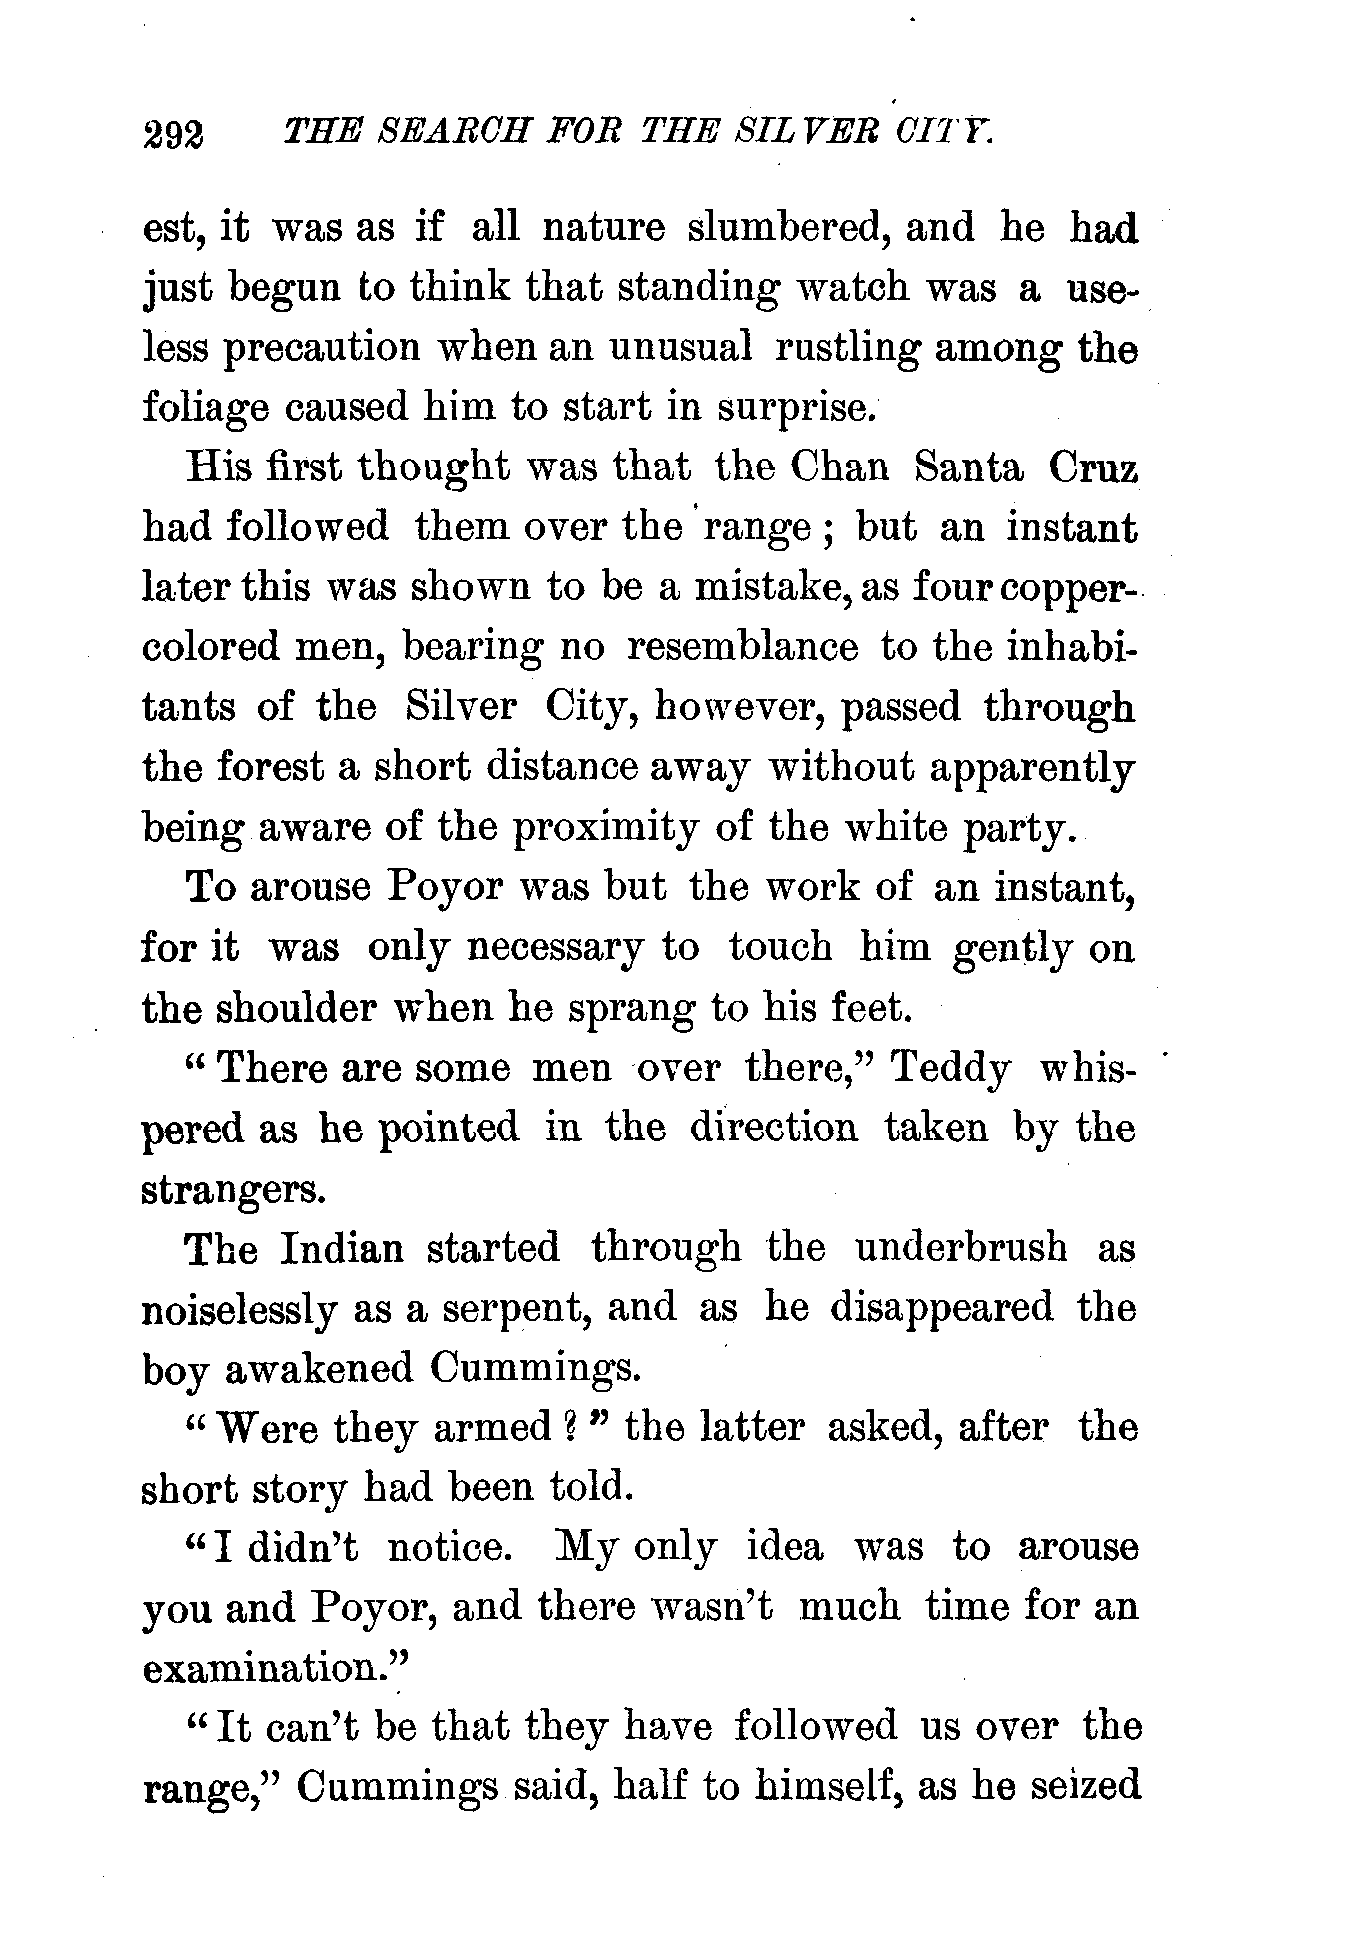 292 THE SEARCH FOR THE SILVER CITY.
est, it was as if all nature slumbered, and he had
just begun to think that standing watch was a use-
less precaution when an unusual rustling among the
foliage caused him to start in surprise.
His first thought was that the Chan Santa Cruz
had followed them over the range; but an instant
later this was shown to be a mistake, as four copper-
colored men, bearing no resemblance to the inhabi-
tants of the Silver City, however, passed through
the forest a short distance away without apparently
being aware of the proximity of the white party.
To arouse Poyor was but the work of an instant,
for it was only necessary to touch him gently on
the shoulder when he sprang to his feet.
“There are some men over there,” Teddy whis-
pered as he pointed in the direction taken by the
strangers.
The Indian started through the underbrush as
noiselessly as a serpent, and as he disappeared the
boy awakened Cummings.
“Were they armed?” the latter asked, after the
short story had been told.
“I didn’t notice. My only idea was to arouse
you and Poyor, and there wasn’t much time for an
examination.”
“It can’t be that they have followed us over the
range,” Cummings said, half to himself, as he seized